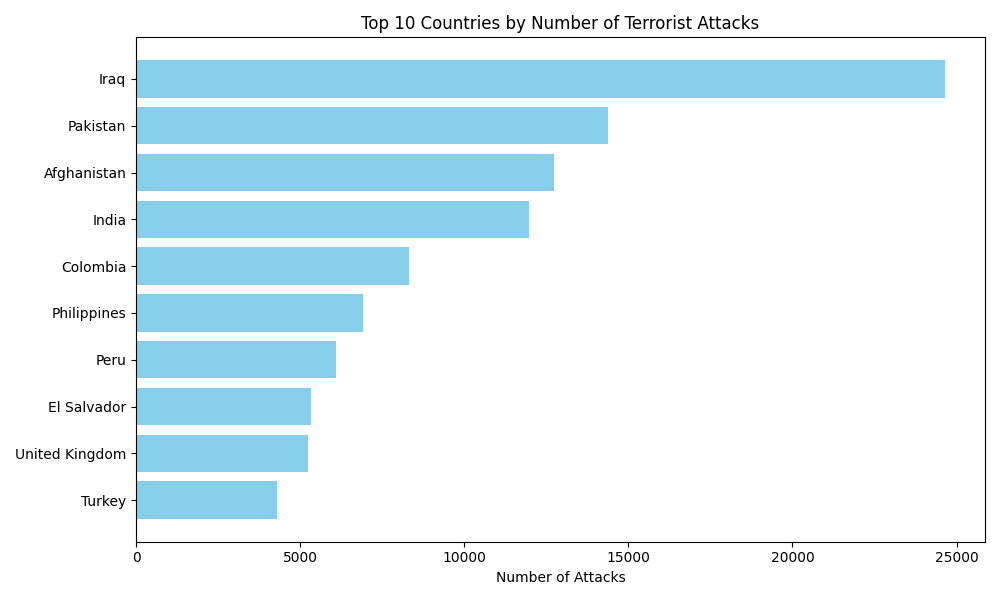 Top 10 Countries by Number of Terrorist Attacks
Iraq
Pakistan
Afghanistan
India
Colombia
Philippines
Peru
El Salvador
United Kingdom
Turkey
0 5000 10000 15000 20000 25000
Number of Attacks